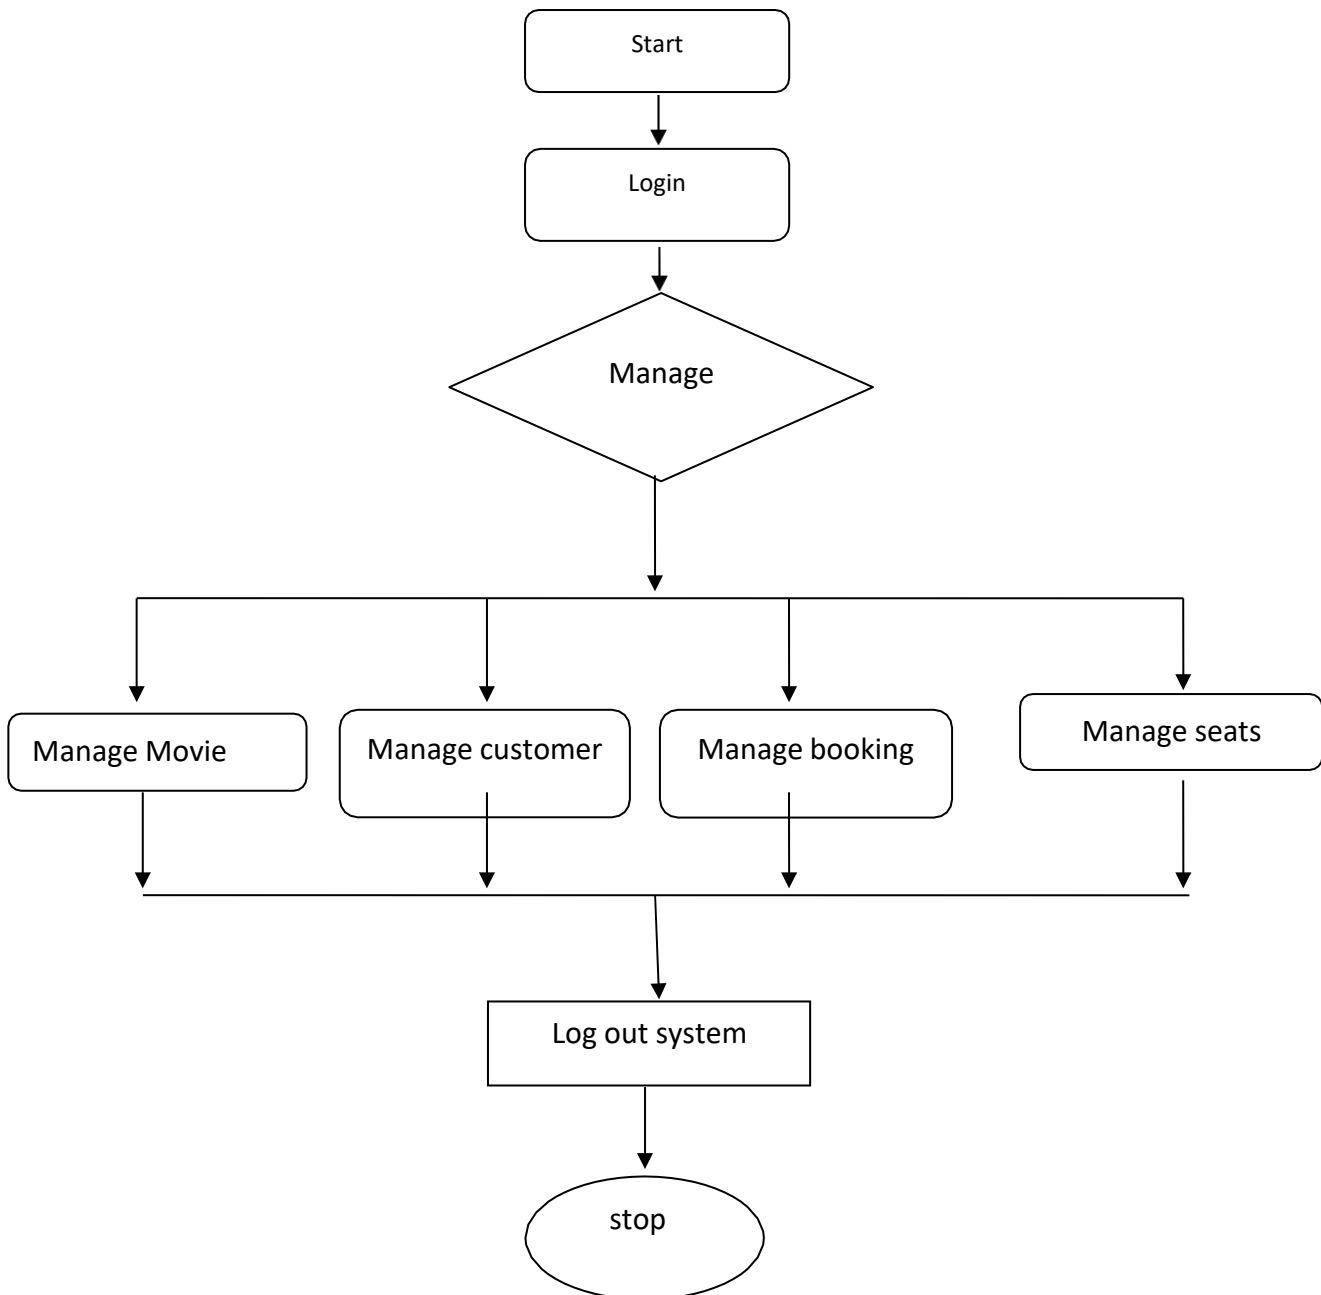 Start
Login
Manage
Manage Movie
Manage customer
Manage booking
Manage seats
Log out system
stop